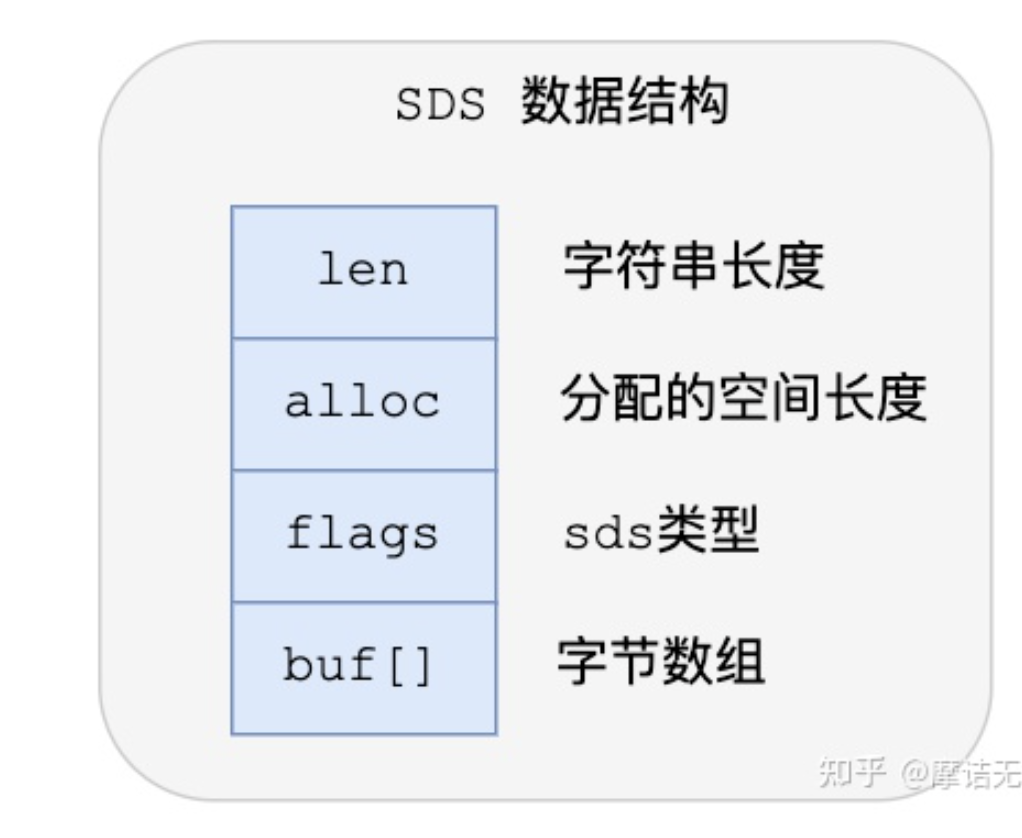 SDS 数据结构
len 字符串长度
alloc 分配的空间长度
flags sds类型
buf[] 字节数组
知乎 @摩诘无